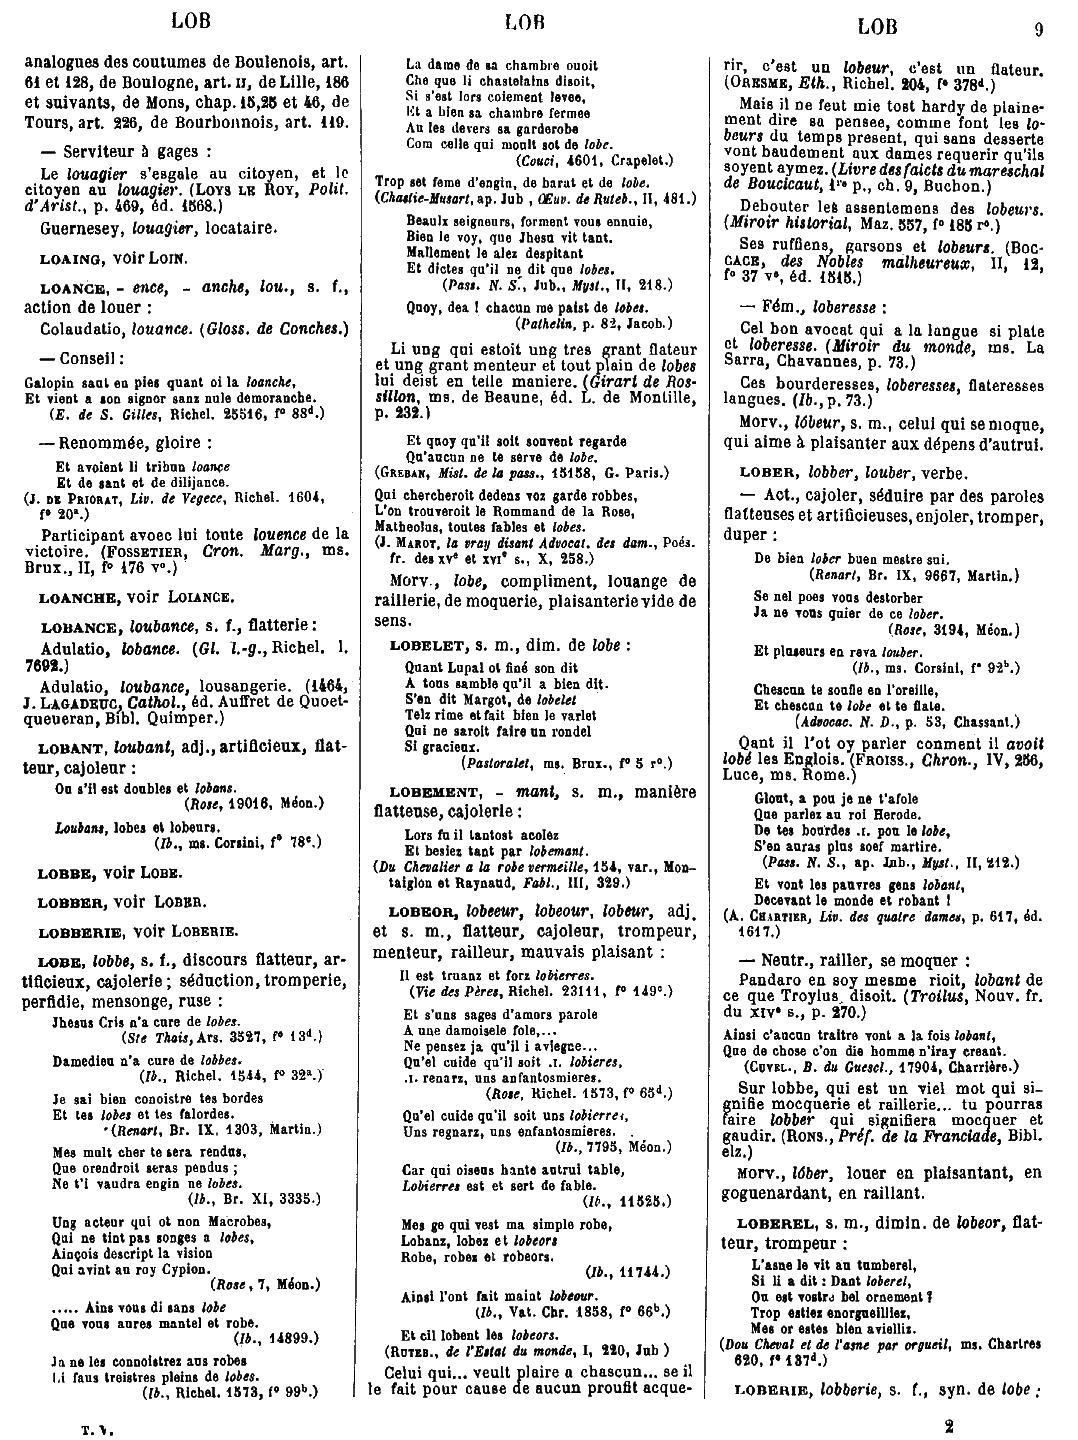 LOB
LOB
LOB
9
analogues des coutumes de Boulenois, art.
61 et 128, de Boulogne, art. II, de Lille, 186
et suivants, de Mons, chap. 15, 25 et 46, de
Tours, art. 226, de Bourbonnois, art. 119.
— Serviteur à gages :
Le louagier s'esgale au citoyen, et le
citoyen au louagier. (LOYS LE ROY, Polit.
d'Arist., p. 469, éd. 1568.)
Guernesey, louagier, locataire.
LOAING, voir LOIN.
LOANCE, - ence, - anche, lou., s. f.,
action de louer :
Colaudatio, louance. (Gloss. de Conches.)
— Conseil :
Galopin saut en pies quant oi la loanche,
Et vient a son signor sanz nule demoranche.
(E. de S. Gilles, Richel. 25516, f° 88d.)
— Renommée, gloire :
Et avoient li tribun loance
Et de sant et de dilijance.
(J. DE PRIORAT, Liv. de Vegece, Richel. 1604,
f° 20a.)
Participant avoec lui toute louence de la
victoire. (FOSSETIER, Cron. Marg., ms.
Brux., II, f° 176 v°.)
LOANCHE, voir LOIANCE.
LOBANCE, loubance, s. f., flatterie :
Adulatio, lobance. (Gl. l.-g., Richel. l.
7692.)
Adulatio, loubance, lousangerie. (1464,
J. LAGADEUC, Cathol., éd. Auffret de Quoet-
queueran, Bibl. Quimper.)
LOBANT, loubant, adj., artificieux, flat-
teur, cajoleur :
Ou s'il est doubles et lobans.
(Rose, 19016, Méon.)
Loubans, lobes et lobeurs.
(Ib., ms. Corsini, f° 78c.)
LOBBE, voir LOBE.
LOBBER, voir LOBER.
LOBBERIE, voir LOBERIE.
LOBE, lobbe, s. f., discours flatteur, ar-
tificieux, cajolerie ; séduction, tromperie,
perfidie, mensonge, ruse :
Jhesus Cris n'a cure de lobes.
(Ste Thais, Ars. 3527, f° 13d.)
Damedieu n'a cure de lobbes.
(Ib., Richel. 1544, f° 32a.)
Je sai bien conoistre tes bordes
Et tes lobes et tes falordes.
(Renart, Br. IX, 1303, Martin.)
Mes mult cher te sera rendus,
Que orendroit seras pendus ;
Ne t'i vaudra engin ne lobes.
(Ib., Br. XI, 3335.)
Ung acteur qui ot non Macrobes,
Qui ne tint pas songes a lobes,
Ainçois descript la vision
Qui avint au roy Cypion.
(Rose, 7, Méon.)
..... Ains vous di sans lobe
Que vous aures mantel et robe.
(Ib., 14899.)
Ja ne les connoistrez aus robes
Li faus treistres pleins de lobes.
(Ib., Richel. 1573, f° 99b.)
T. V.
La dame de sa chambre ouoit
Che que li chastelains disoit,
Si s'est lors coiement levee,
Et a bien sa chambre fermee
Au les devers sa garderobe
Com celle qui moult sot de lobe.
(Couci, 4601, Crapelet.)
Trop set feme d'engin, de barat et de lobe.
(Chastie-Musart, ap. Jub, Œuv. de Ruteb., II, 481.)
Beaulx seigneurs, forment vous ennuie,
Bien le voy, que Jhesu vit tant.
Mallement le alez despitant
Et dictes qu'il ne dit que lobes.
(Pass. N. S., Jub., Myst., II, 218.)
Quoy, dea ! chacun me paist de lobes.
(Pathelin, p. 82, Jacob.)
Li ung qui estoit ung tres grant flateur
et ung grant menteur et tout plain de lobes
lui deist en telle maniere. (Girart de Ros-
sillon, ms. de Beaune, éd. L. de Montille,
p. 232.)
Et quoy qu'il soit souvent regarde
Qu'aucun ne te serve de lobe.
(GREBAN, Mist. de la pass., 15158, G. Paris.)
Qui chercheroit dedens voz garde robbes,
L'on trouveroit le Rommand de la Rose,
Matheolus, toutes fables et lobes.
(J. MAROT, la vray disant Advocat. des dam., Poés.
fr. des xve et xvie s., X, 258.)
Morv., lobe, compliment, louange de
raillerie, de moquerie, plaisanterie vide de
sens.
LOBELET, s. m., dim. de lobe :
Quant Lupal ot finé son dit
A tous samble qu'il a bien dit.
S'en dit Margot, de lobelet
Telz rime et fait bien le varlet
Qui ne saroit faire un rondel
Si gracieux.
(Pastoralet, ms. Brux., f° 5 r°.)
LOBEMENT, - mant, s. m., manière
flatteuse, cajolerie :
Lors fu il tantost acolez
Et besiez tant par lobemant.
(Du Chevalier a la robe vermeille, 154, var., Mon-
taiglon et Raynaud, Fabl., III, 329.)
LOBEOR, lobeeur, lobeour, lobeur, adj.
et s. m., flatteur, cajoleur, trompeur,
menteur, railleur, mauvais plaisant :
Il est truanz et forz lobierres.
(Vie des Pères, Richel. 23111, f° 149c.)
Et s'uns sages d'amors parole
A une damoisele fole,...
Ne pensez ja qu'il i aviegne...
Qu'el cuide qu'il soit .I. lobieres,
.I. renarz, uns anfantosmieres.
(Rose, Richel. 1573, f° 65d.)
Qu'el cuide qu'il soit uns lobierres,
Uns regnarz, uns enfantosmieres.
(Ib., 7795, Méon.)
Car qui oiseus hante autrui table,
Lobierres est et sert de fable.
(Ib., 11525.)
Mes ge qui vest ma simple robe,
Lobanz, lobez et lobeors
Robe, robez et robeors.
(Ib., 11744.)
Ainsi l'ont fait maint lobeour.
(Ib., Vat. Chr. 1858, f° 66b.)
Et cil lobent les lobeors.
(RUTEB., de l'Estat du monde, I, 220, Jub )
Celui qui... veult plaire a chascun... se il
le fait pour cause de aucun proufit acque-
rir, c'est un lobeur, c'est un flateur.
(ORESME, Eth., Richel. 204, f° 378d.)
Mais il ne feut mie tost hardy de plaine-
ment dire sa pensee, comme font les lo-
beurs du temps present, qui sans desserte
vont baudement aux dames requerir qu'ils
soyent aymez. (Livre des faicts du mareschal
de Boucicaut, 1re p., ch. 9, Buchon.)
Debouter les assentemens des lobeurs.
(Miroir historial, Maz. 557, f° 185 r°.)
Ses ruffiens, garsons et lobeurs. (BOC-
CACE, des Nobles malheureux, II, 12,
f° 37 v°, éd. 1515.)
— Fém., loberesse :
Cel bon avocat qui a la langue si plate
et loberesse. (Miroir du monde, ms. La
Sarra, Chavannes, p. 73.)
Ces bourderesses, loberesses, flateresses
langues. (Ib., p. 73.)
Morv., lôbeur, s. m., celui qui se moque,
qui aime à plaisanter aux dépens d'autrui.
LOBER, lobber, louber, verbe.
— Act., cajoler, séduire par des paroles
flatteuses et artificieuses, enjoler, tromper,
duper :
De bien lober buen mestre sui.
(Renart, Br. IX, 9667, Martin.)
Se nel poes vous destorber
Ja ne vous quier de ce lober.
(Rose, 3194, Méon.)
Et pluseurs en reva louber.
(Ib., ms. Corsini, f° 92b.)
Chescun te soufle en l'oreille,
Et chescun te lobe et te flate.
(Advocac. N. D., p. 53, Chassant.)
Qant il l'ot oy parler conment il avoit
lobé les Englois. (FROISS., Chron., IV, 256,
Luce, ms. Rome.)
Glout, a pou je ne t'afole
Que parlez au roi Herode.
De tes bourdes .I. pou le lobe,
S'en auras plus soef martire.
(Pass. N. S., ap. Jub., Myst., II, 212.)
Et vont les pauvres gens lobant,
Decevant le monde et robant !
(A. CHARTIER, Liv. des quatre dames, p. 617, éd.
1617.)
— Neutr., railler, se moquer :
Pandaro en soy mesme rioit, lobant de
ce que Troylus disoit. (Troilus, Nouv. fr.
du XIVe s., p. 270.)
Ainsi c'aucun traitre vont a la fois lobant,
Que de chose c'on die homme n'iray creant.
(CUVEL., B. du Guescl., 17904, Charrière.)
Sur lobbe, qui est un viel mot qui si-
gnifie mocquerie et raillerie... tu pourras
faire lobber qui signifiera mocquer et
gaudir. (RONS., Préf. de la Franciade, Bibl.
elz.)
Morv., lôber, louer en plaisantant, en
goguenardant, en raillant.
LOBEREL, s. m., dimin. de lobeor, flat-
teur, trompeur :
L'asne le vit au tumberel,
Si li a dit : Dant loberel,
Ou est vostre bel ornement ?
Trop estiez enorgueilliez,
Mes or estes bien avielliz.
(Dou Cheval et de l'asne par orgueil, ms. Chartres
620, f° 137d.)
LOBERIE, lobberie, s. f., syn. de lobe :
2